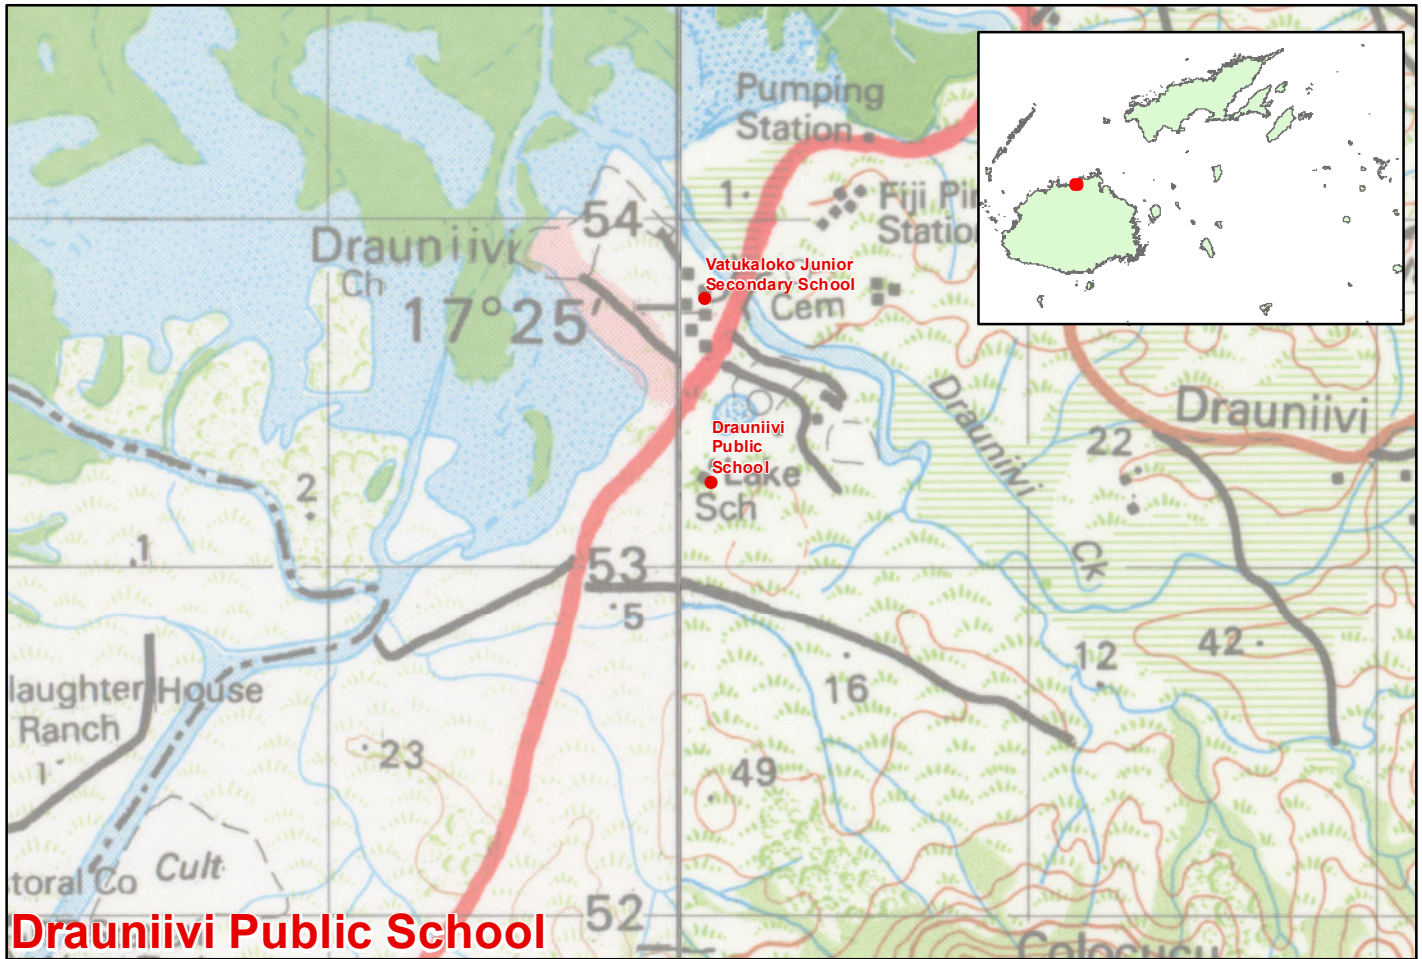 Pumping
Station
1
Fiji Pin
Station
54
Drauniivi
Ch
17°25'
Vatukaloko Junior
Secondary School
Cem
Drauniivi
Ck
Drauniivi
22
Drauniivi
Public
School
Lake
Sch
2
1
53
5
42
12
16
laughter House
Ranch
1
23
49
toral Co
Cult
52
Drauniivi Public School